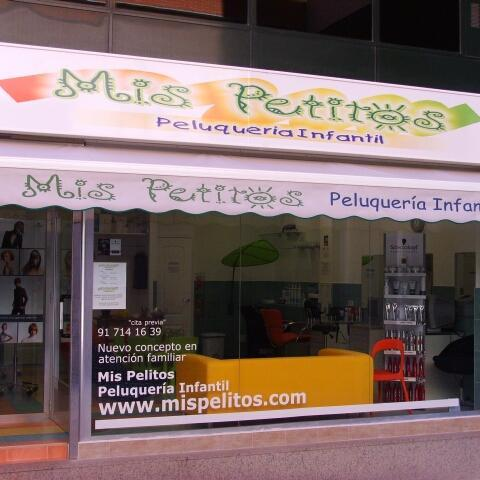 Mis Pelitos
Peluquería Infantil
Mis Pelitos Peluquería Infan
"cita previa"
91 714 16 39
Nuevo concepto en
atención familiar
Mis Pelitos
Peluquería Infantil
www.mispelitos.com
Schwarzkopf